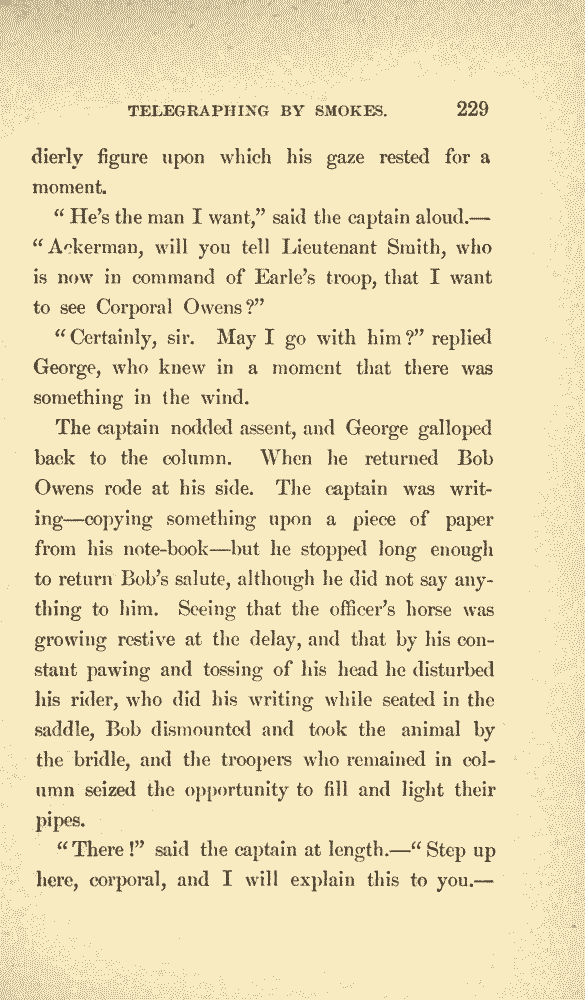 TELEGRAPHING BY SMOKES. 229
dierly figure upon which his gaze rested for a
moment.
“He’s the man I want,” said the captain aloud.—
“Ackerman, will you tell Lieutenant Smith, who
is now in command of Earle’s troop, that I want
to see Corporal Owens?”
“Certainly, sir. May I go with him?” replied
George, who knew in a moment that there was
something in the wind.
The captain nodded assent, and George galloped
back to the column. When he returned Bob
Owens rode at his side. The captain was writ-
ing—copying something upon a piece of paper
from his note-book—but he stopped long enough
to return Bob’s salute, although he did not say any-
thing to him. Seeing that the officer’s horse was
growing restive at the delay, and that by his con-
stant pawing and tossing of his head he disturbed
his rider, who did his writing while seated in the
saddle, Bob dismounted and took the animal by
the bridle, and the troopers who remained in col-
umn seized the opportunity to fill and light their
pipes.
“There!” said the captain at length.—“Step up
here, corporal, and I will explain this to you.—